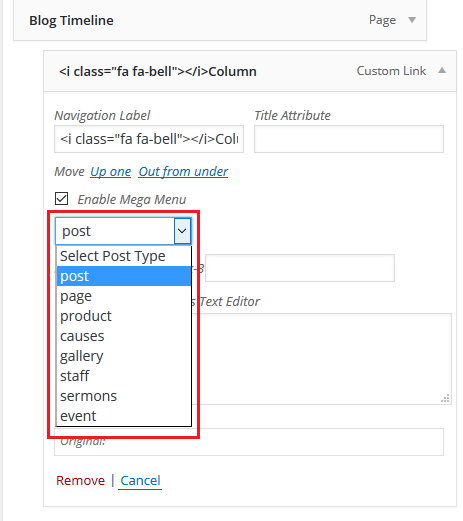 Blog Timeline Page
<i class="fa fa-bell"></i>Column Custom Link
Navigation Label Title Attribute
<i class="fa fa-bell"></i>Colu
Move Up one Out from under
Enable Mega Menu
post
Select Post Type
post
-3
page
product
s Text Editor
causes
gallery
staff
sermons
event
Original:
Remove | Cancel